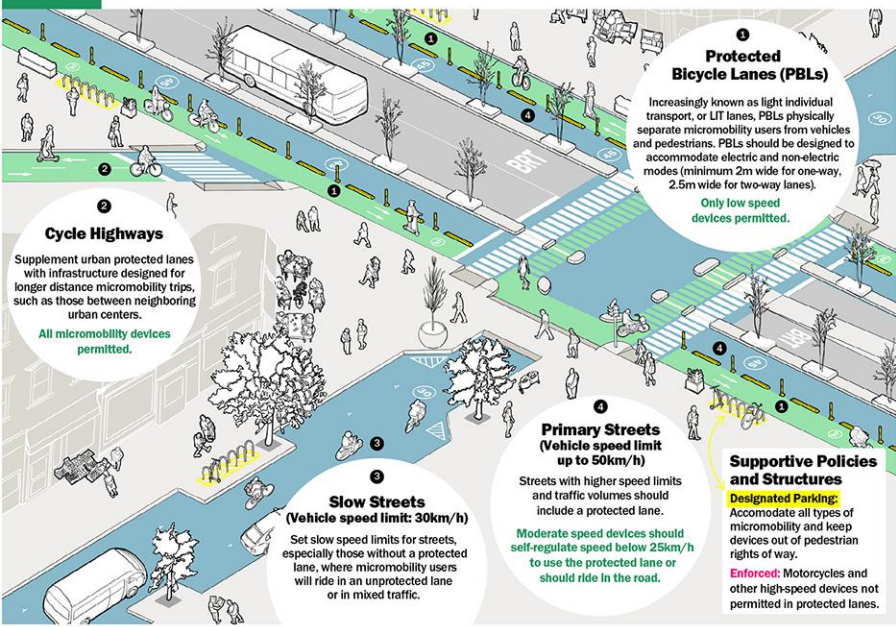 1
Protected
Bicycle Lanes (PBLs)
Increasingly known as light individual
transport, or LIT lanes, PBLs physically
separate micromobility users from vehicles
and pedestrians. PBLs should be designed to
accommodate electric and non-electric
modes (minimum 2m wide for one-way,
2.5m wide for two-way lanes).
Only low speed
devices permitted.
2
Cycle Highways
Supplement urban protected lanes
with infrastructure designed for
longer distance micromobility trips,
such as those between neighboring
urban centers.
All micromobility devices
permitted.
3
Slow Streets
(Vehicle speed limit: 30km/h)
Set slow speed limits for streets,
especially those without a protected
lane, where micromobility users
will ride in an unprotected lane
or in mixed traffic.
4
Primary Streets
(Vehicle speed limit
up to 50km/h)
Streets with higher speed limits
and traffic volumes should
include a protected lane.
Moderate speed devices should
self-regulate speed below 25km/h
to use the protected lane or
should ride in the road.
Supportive Policies
and Structures
Designated Parking:
Accomodate all types of
micromobility and keep
devices out of pedestrian
rights of way.
Enforced: Motorcycles and
other high-speed devices not
permitted in protected lanes.
1
4
2
1
BRT
BRT
4
1
3
30
30